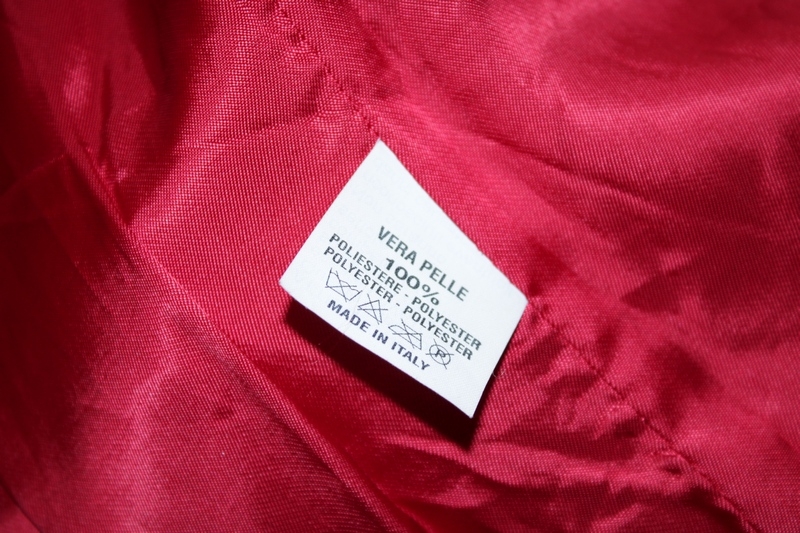 VERA PELLE
100%
POLIESTERE - POLYESTER
POLYESTER - POLYESTER
P
MADE IN ITALY